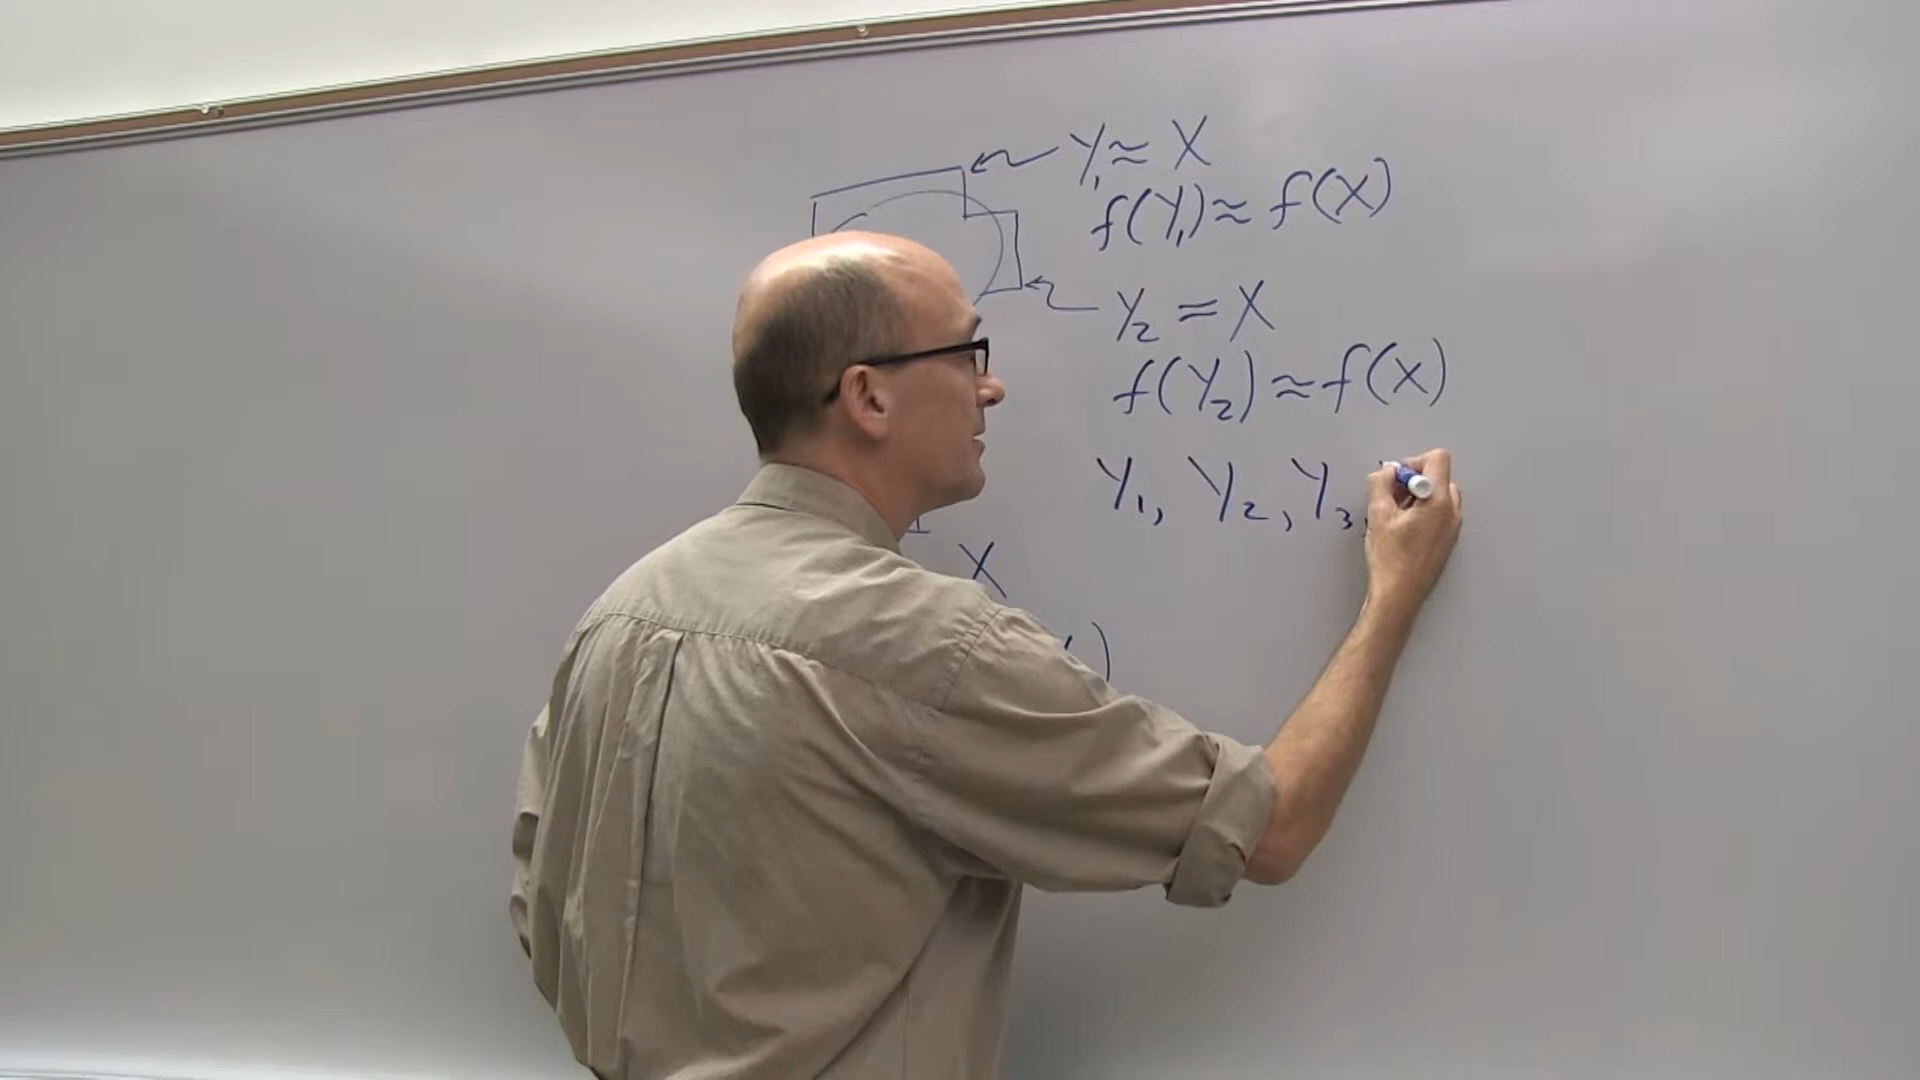 Y₁ ≈ X
f(Y₁) ≈ f(X)
Y₂ ≈ X
f(Y₂) ≈ f(X)
Y₁, Y₂, Y₃,
X
)